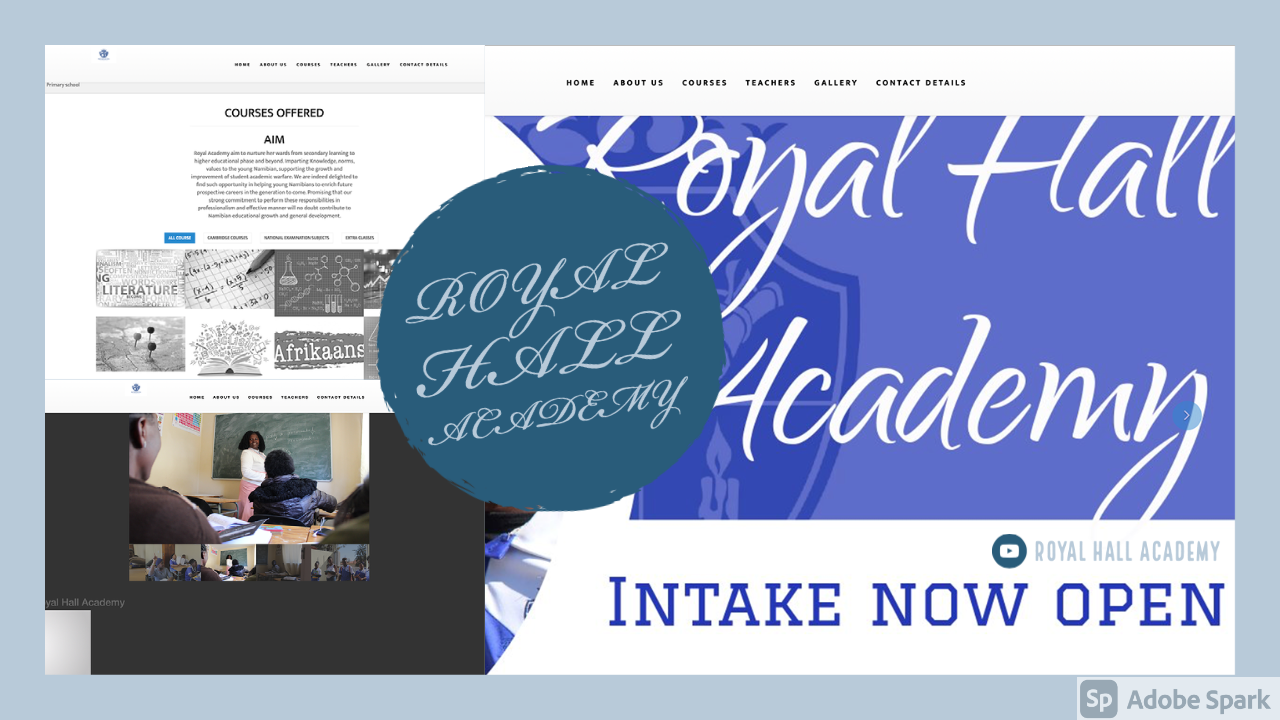 HOME ABOUT US COURSES TEACHERS GALLERY CONTACT DETAILS
Primary school
COURSES OFFERED
AIM
Royal Academy aim to nurture her wards from secondary learning to
higher educational phase and beyond. Imparting Knowledge, norms,
values to the young Namibian, supporting the growth and
improvement of student academic warfare. We are indeed delighted to
find such opportunity in helping young Namibians to enrich future
prospective careers in the generation to come. Promising that our
strong commitment to perform these responsibilities in
professionalism and effective manner will no doubt contribute to
Namibian educational growth and general development.
ALL COURSE CAMBRIDGE COURSES NATIONAL EXAMINATION SUBJECTS EXTRA CLASSES
LITERATURE
Afrikaans
HOME ABOUT US COURSES TEACHERS GALLERY CONTACT DETAILS
Royal Hall
Academy
ROYAL
HALL
ACADEMY
HOME ABOUT US COURSES TEACHERS CONTACT DETAILS
yal Hall Academy
ROYAL HALL ACADEMY
INTAKE NOW OPEN
Sp Adobe Spark